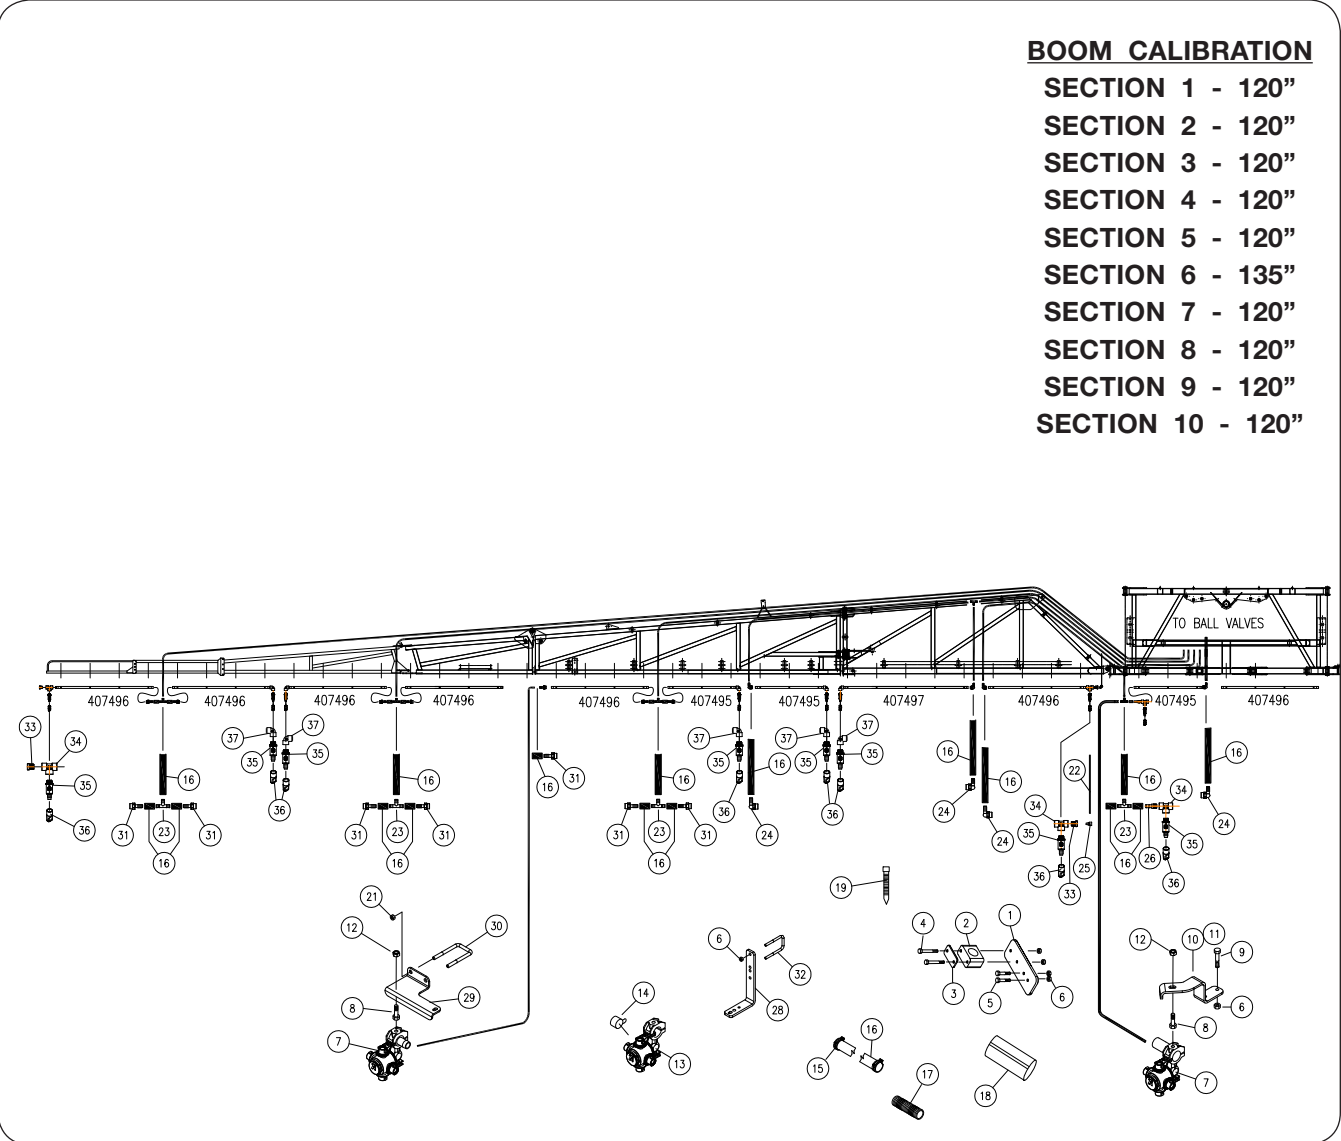 BOOM CALIBRATION
SECTION 1 - 120”
SECTION 2 - 120”
SECTION 3 - 120”
SECTION 4 - 120”
SECTION 5 - 120”
SECTION 6 - 135”
SECTION 7 - 120”
SECTION 8 - 120”
SECTION 9 - 120”
SECTION 10 - 120”
TO BALL VALVES
407496 407496 407496 407496 407495 407495 407497 407496 407495 407496
33 34 37 37 37 37 37
35 35 35 35 35 35
16 16 16 31 16 16 16 16 22 16 16
36 36 36 36
24 24 34 34 24
31 23 31 31 23 31 31 23 31 35 25 23 35
16 16 16 36 33 16 26 36
19
21 12 30 6 32 4 2 1 12 10 11 9
29 28 3 5 6 6
8 14 8
7 13 16 7
15 17 18